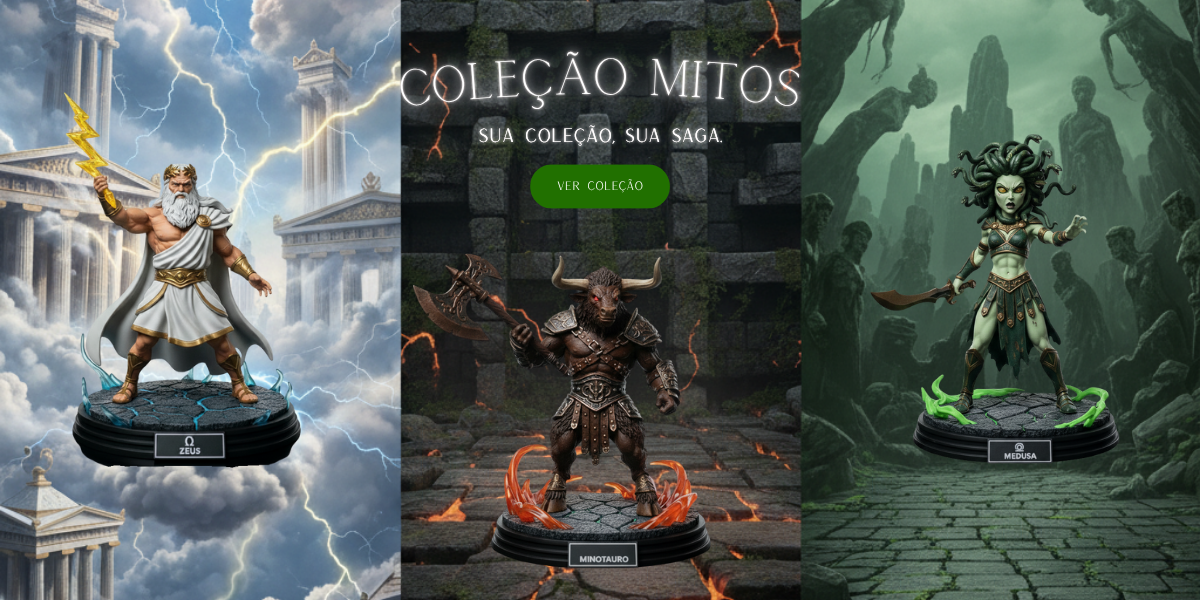 COLEÇÃO MITOS
SUA COLEÇÃO, SUA SAGA.
VER COLEÇÃO
Ω
ZEUS
MINOTAURO
Ω
MEDUSA